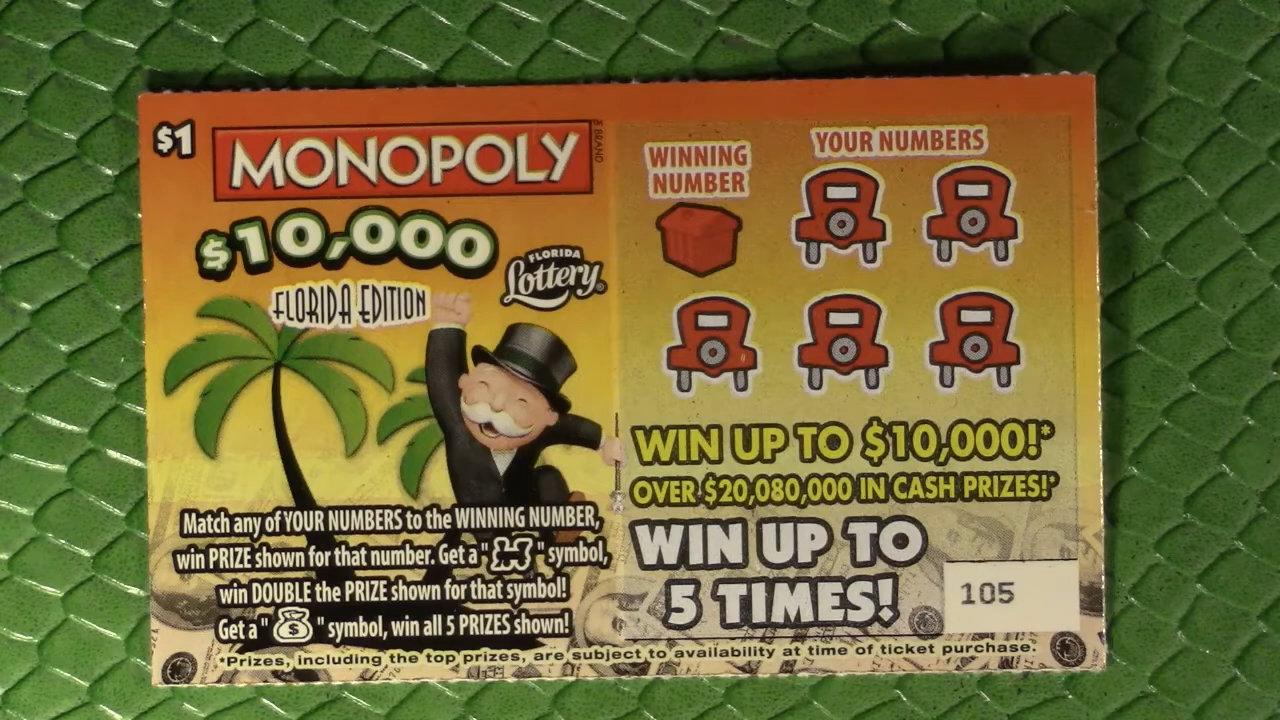 $1
MONOPOLY
BRAND
$10,000
FLORIDA
Lottery®
FLORIDA EDITION
Match any of YOUR NUMBERS to the WINNING NUMBER,
win PRIZE shown for that number. Get a " " symbol,
win DOUBLE the PRIZE shown for that symbol!
Get a " $ " symbol, win all 5 PRIZES shown!
WINNING
NUMBER
YOUR NUMBERS
WIN UP TO $10,000!*
OVER $20,080,000 IN CASH PRIZES!*
WIN UP TO
5 TIMES!
105
*Prizes, including the top prizes, are subject to availability at time of ticket purchase.